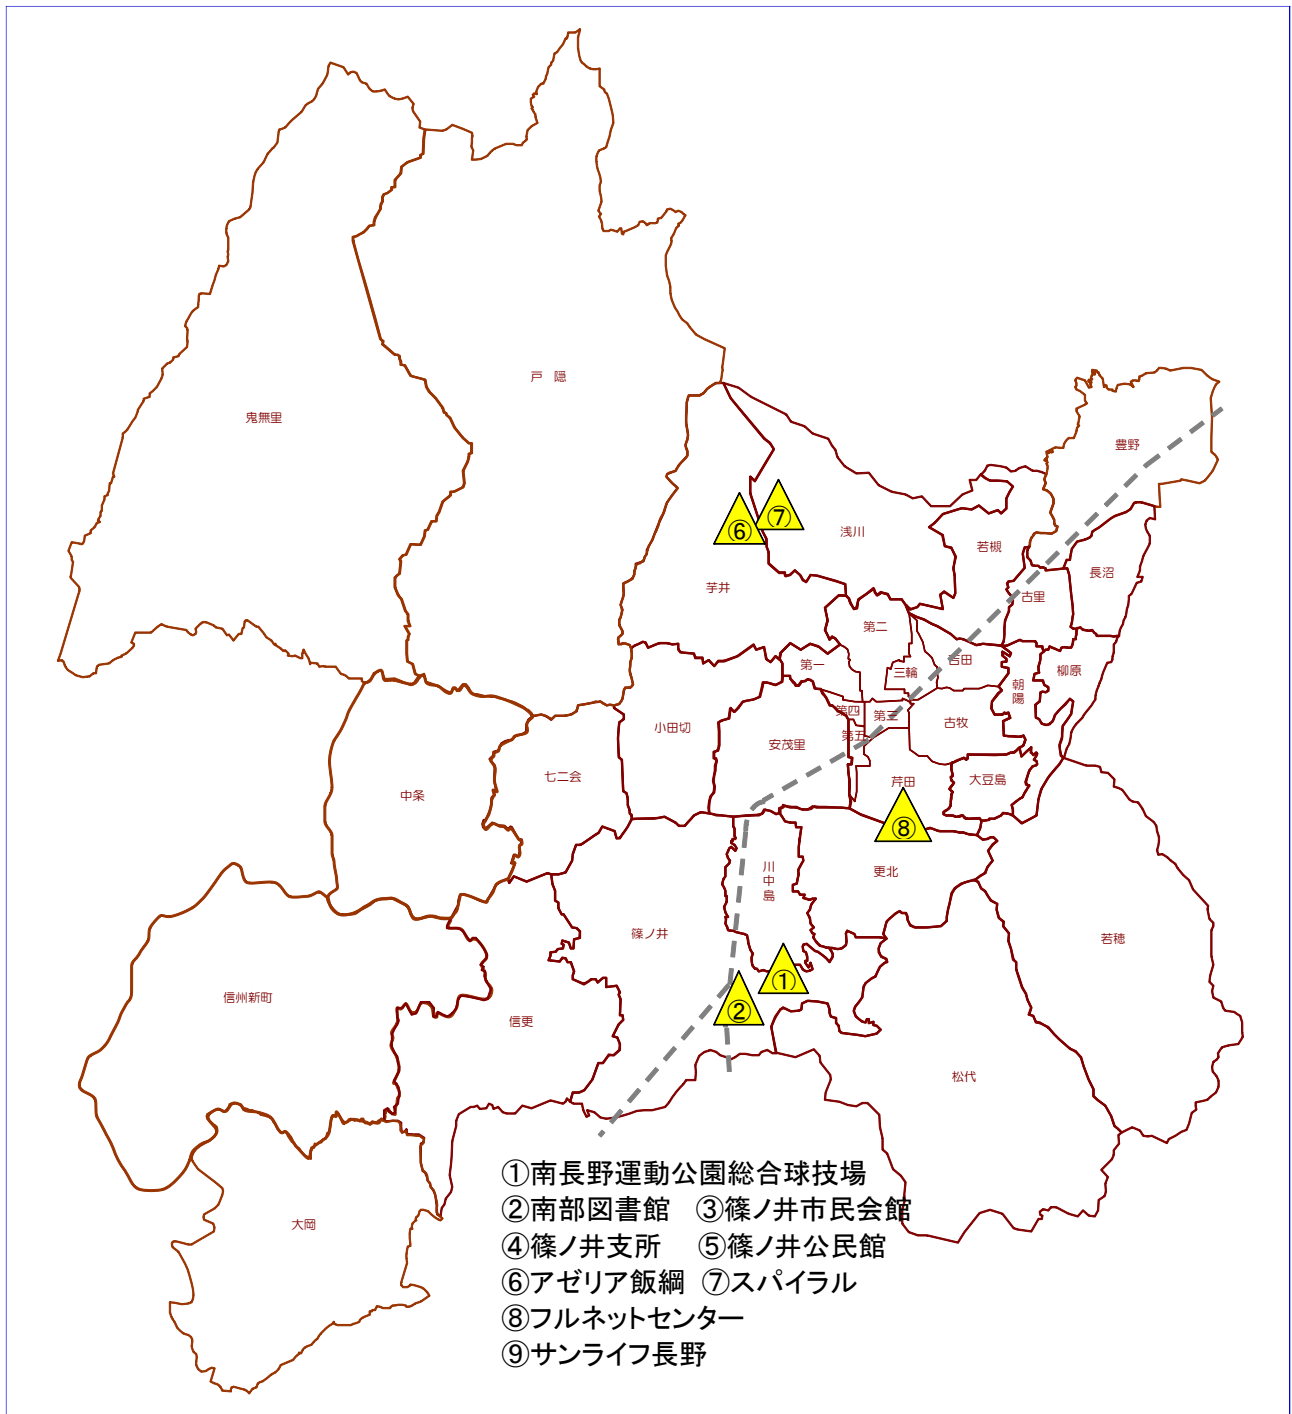 戸　隠
鬼無里
豊野
⑥
⑦
浅川
若槻
長沼
芋井
古里
第二
第一
三輪
吉田
柳原
朝陽
第四
第三
古牧
小田切
第五
安茂里
七二会
芹田
大豆島
中条
⑧
川中島
更北
篠ノ井
若穂
①
信州新町
②
信更
松代
大岡
①南長野運動公園総合球技場
②南部図書館　③篠ノ井市民会館
④篠ノ井支所　⑤篠ノ井公民館
⑥アゼリア飯綱　⑦スパイラル
⑧フルネットセンター
⑨サンライフ長野